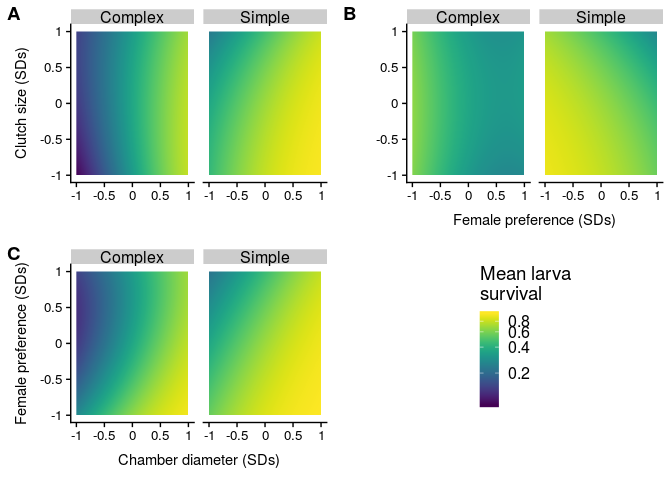 A
Complex
Simple
Clutch size (SDs)
1
0.5
0
-0.5
-1
-1 -0.5 0 0.5 1
-1 -0.5 0 0.5 1
B
Complex
Simple
1
0.5
0
-0.5
-1
-1 -0.5 0 0.5 1
-1 -0.5 0 0.5 1
Female preference (SDs)
C
Complex
Simple
Female preference (SDs)
1
0.5
0
-0.5
-1
-1 -0.5 0 0.5 1
-1 -0.5 0 0.5 1
Chamber diameter (SDs)
Mean larva
survival
0.8
0.6
0.4
0.2